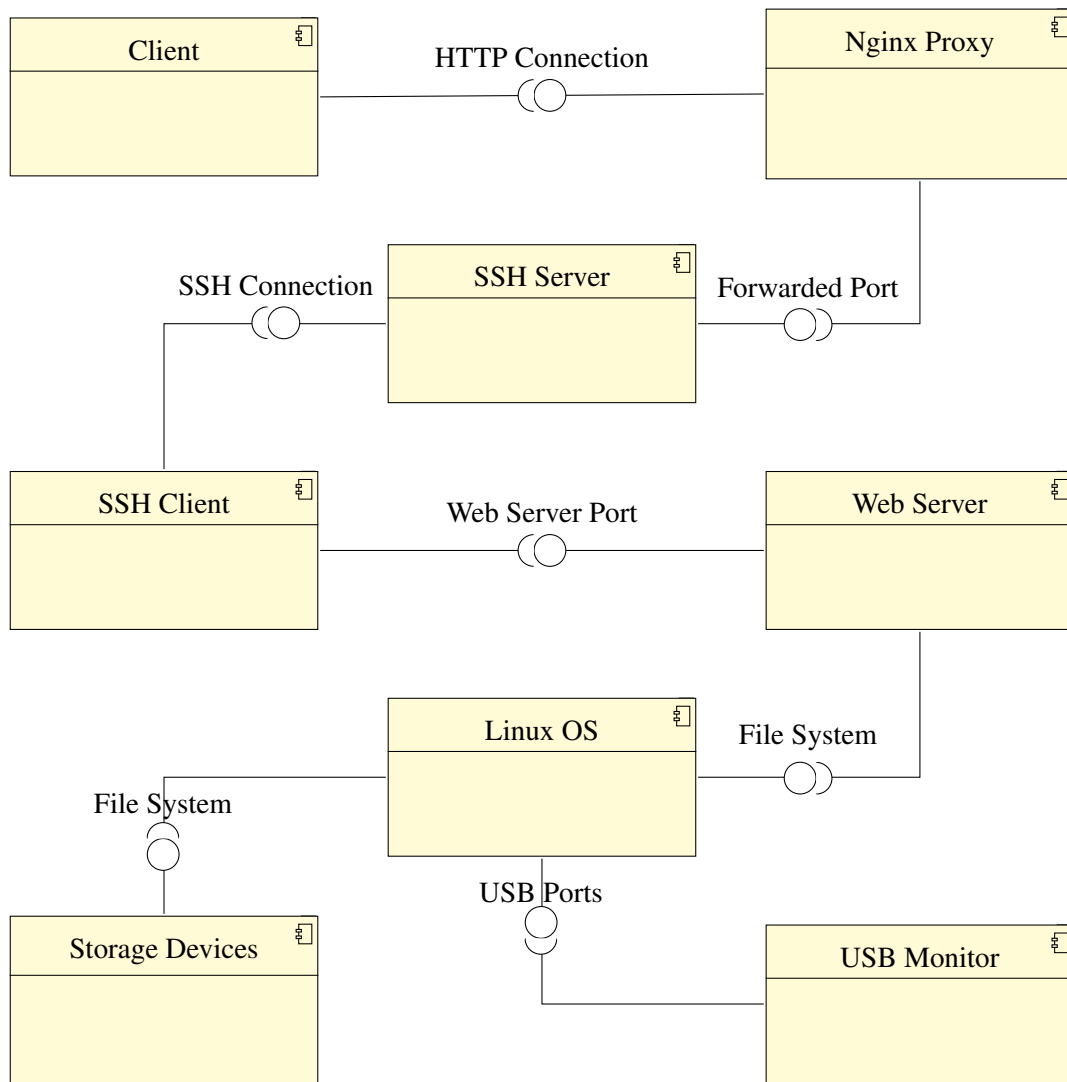 Client
HTTP Connection
Nginx Proxy
SSH Connection
SSH Server
Forwarded Port
SSH Client
Web Server Port
Web Server
File System
Linux OS
File System
USB Ports
Storage Devices
USB Monitor